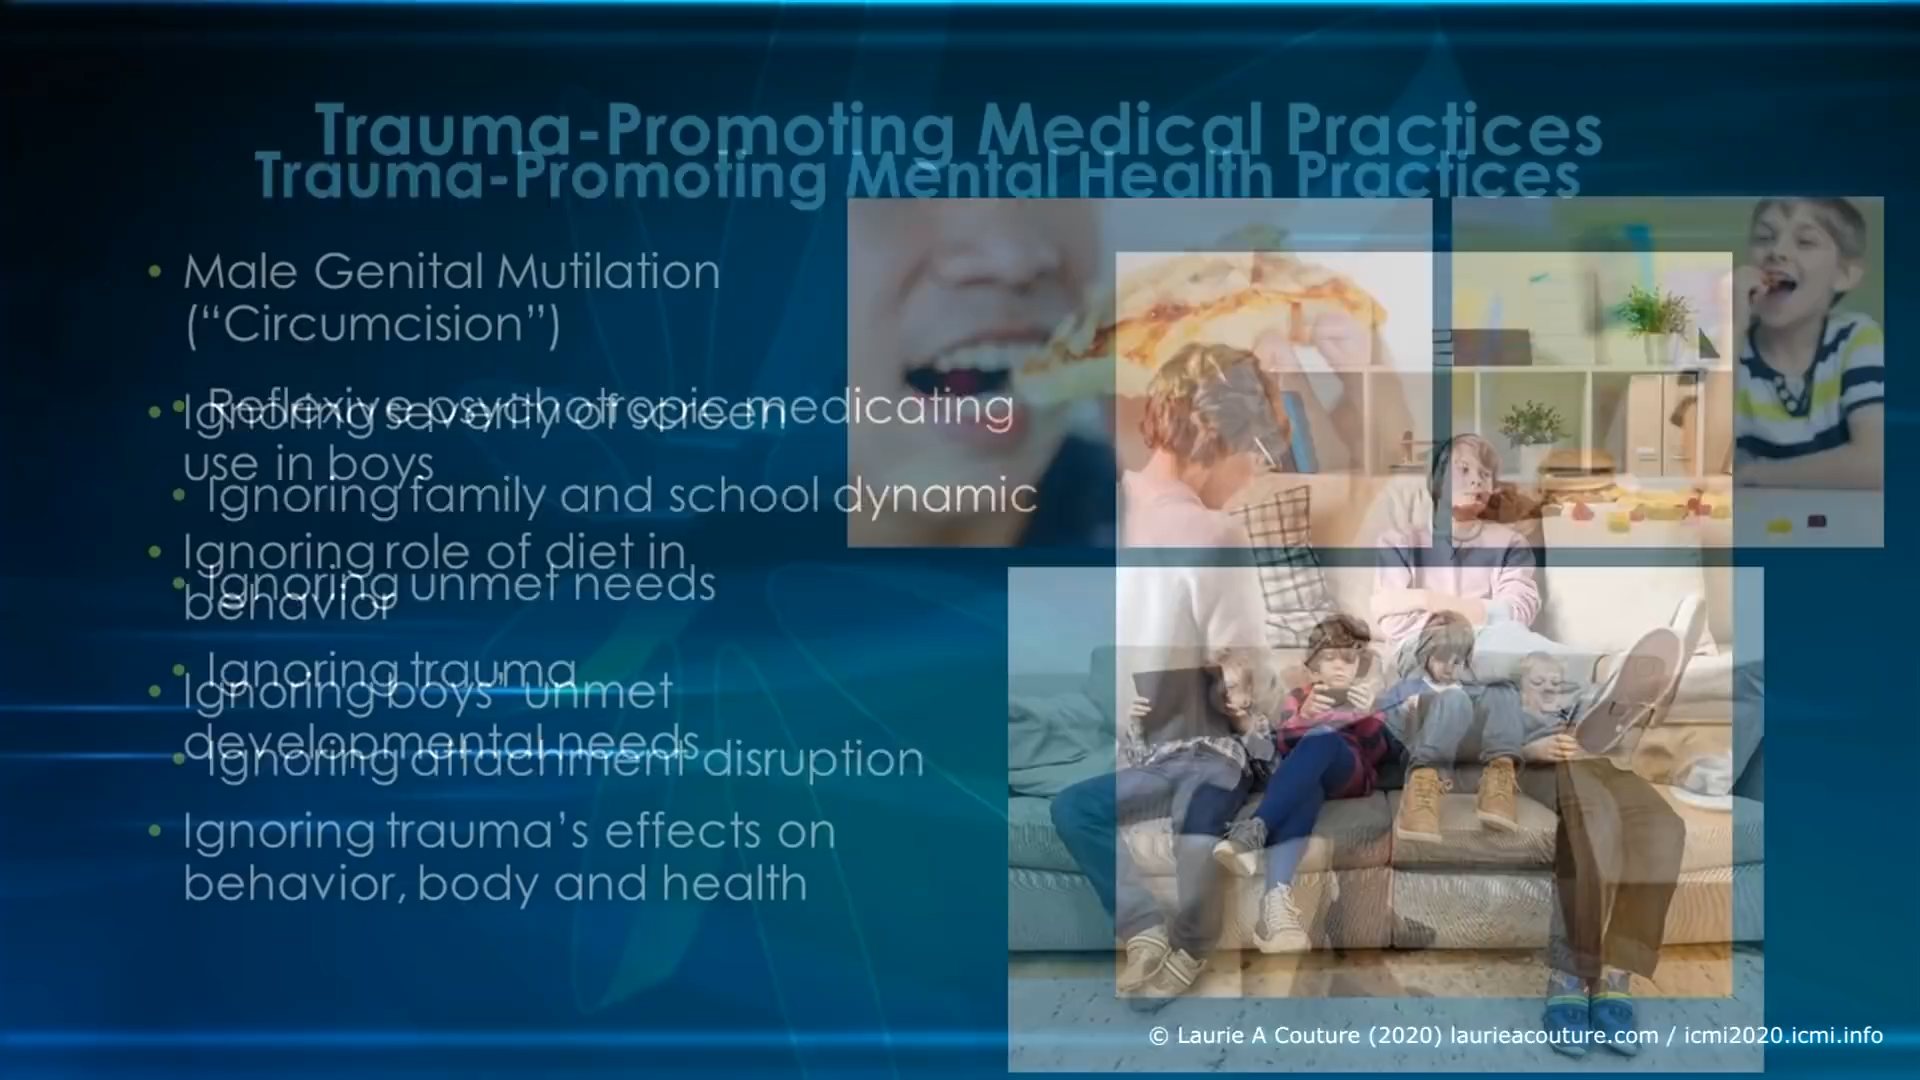 Trauma-Promoting Medical Practices
Trauma-Promoting Mental Health Practices
• Male Genital Mutilation
(“Circumcision”)
• Ignoring severity of screen
use in boys
• Ignoring role of diet in
behavior
• Ignoring boys’ unmet
developmental needs
• Ignoring trauma’s effects on
behavior, body and health
• Reflexive psychotropic medicating
• Ignoring family and school dynamic
• Ignoring unmet needs
• Ignoring trauma
• Ignoring attachment disruption
© Laurie A Couture (2020) laurieacouture.com / icmi2020.icmi.info